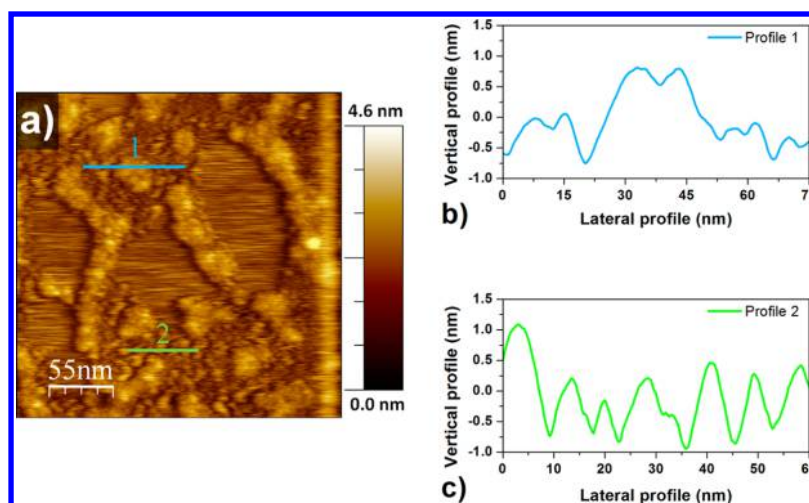 a)
1
2
55nm
4.6 nm
0.0 nm
b)
Profile 1
Vertical profile (nm)
1.5
1.0
0.5
0.0
-0.5
-1.0
0 15 30 45 60
Lateral profile (nm)
c)
Profile 2
Vertical profile (nm)
1.5
1.0
0.5
0.0
-0.5
-1.0
0 10 20 30 40 50
Lateral profile (nm)